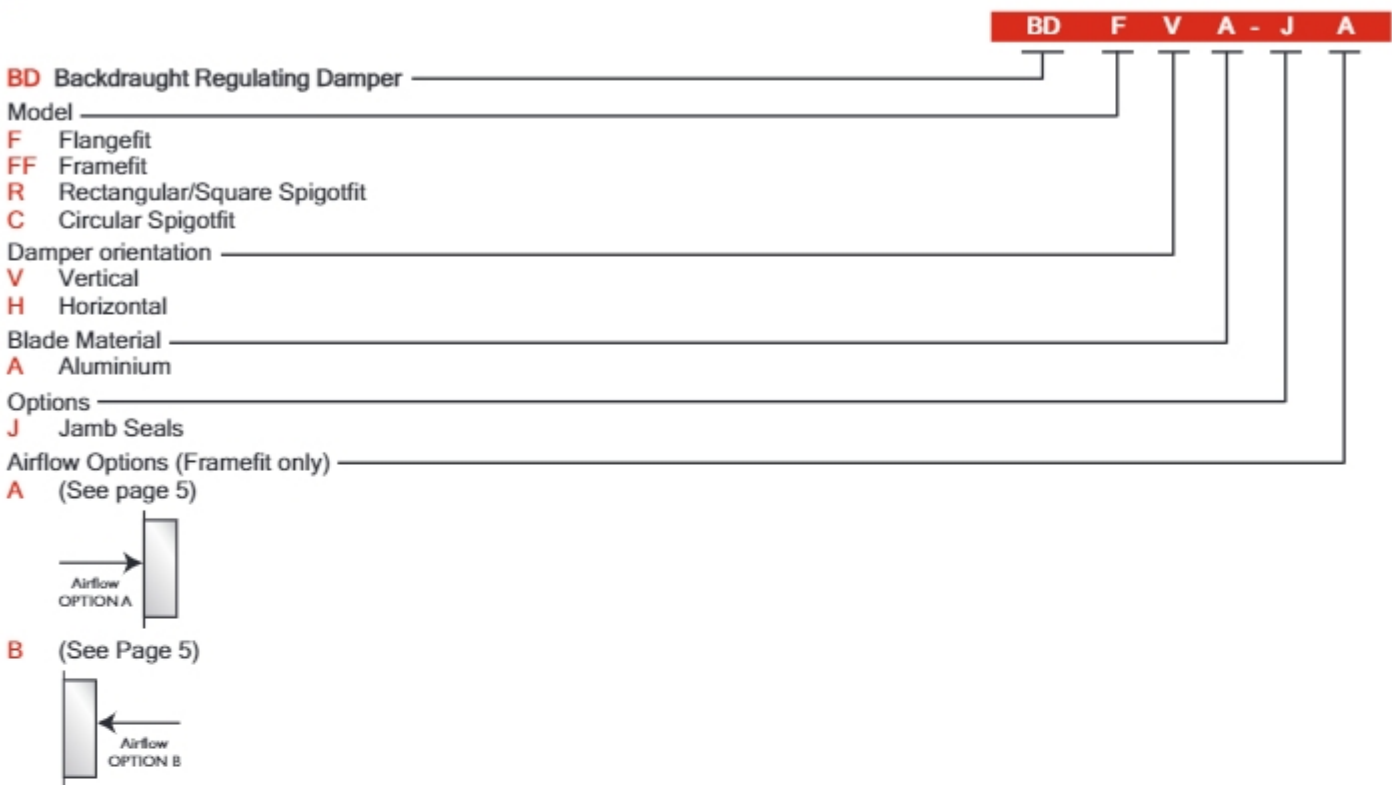 BD F V A - J A
BD Backdraught Regulating Damper
Model
F Flangefit
FF Framefit
R Rectangular/Square Spigotfit
C Circular Spigotfit
Damper orientation
V Vertical
H Horizontal
Blade Material
A Aluminium
Options
J Jamb Seals
Airflow Options (Framefit only)
A (See page 5)
Airflow
OPTION A
B (See Page 5)
Airflow
OPTION B